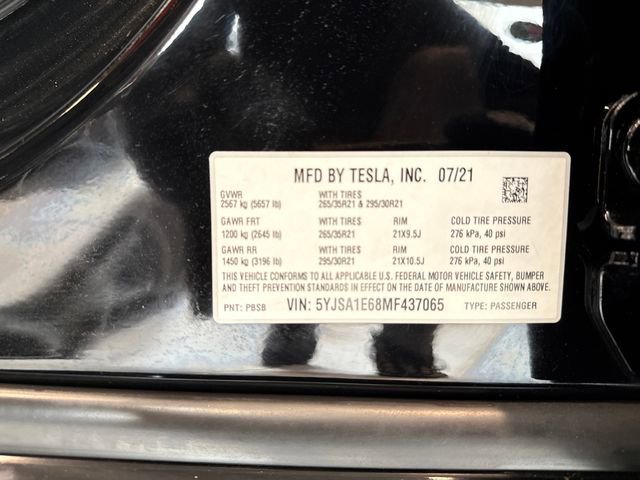 MFD BY TESLA, INC. 07/21
GVWR WITH TIRES
2567 kg (5657 lb) 265/35R21 & 295/30R21
GAWR FRT WITH TIRES RIM COLD TIRE PRESSURE
1200 kg (2645 lb) 265/35R21 21X9.5J 276 kPa, 40 psi
GAWR RR WITH TIRES RIM COLD TIRE PRESSURE
1450 kg (3196 lb) 295/30R21 21X10.5J 276 kPa, 40 psi
THIS VEHICLE CONFORMS TO ALL APPLICABLE U.S. FEDERAL MOTOR VEHICLE SAFETY, BUMPER
AND THEFT PREVENTION STANDARDS IN EFFECT ON THE DATE OF MANUFACTURE SHOWN ABOVE.
PNT: PBSB VIN: 5YJSA1E68MF437065 TYPE: PASSENGER